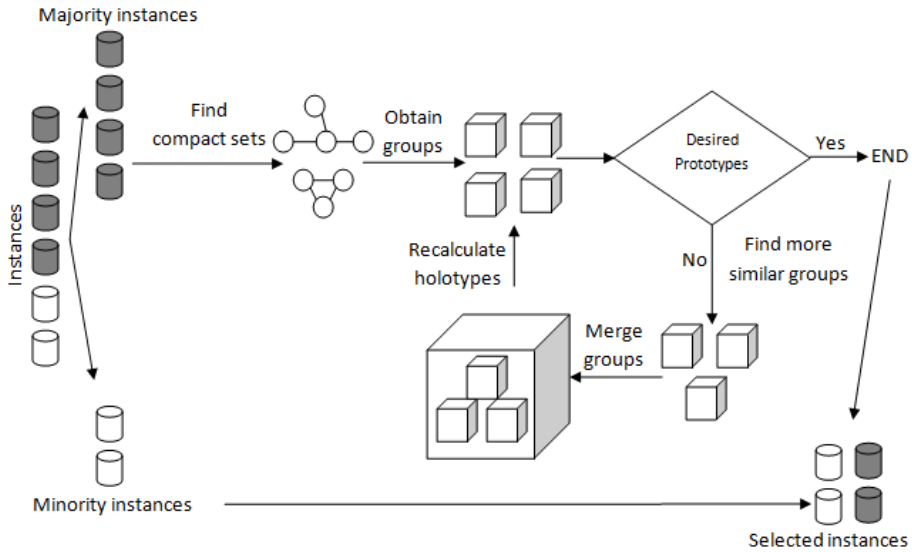 Majority instances
Find
compact sets
Obtain
groups
Desired
Prototypes
Yes
END
Instances
Recalculate
holotypes
No
Find more
similar groups
Merge
groups
Minority instances
Selected instances